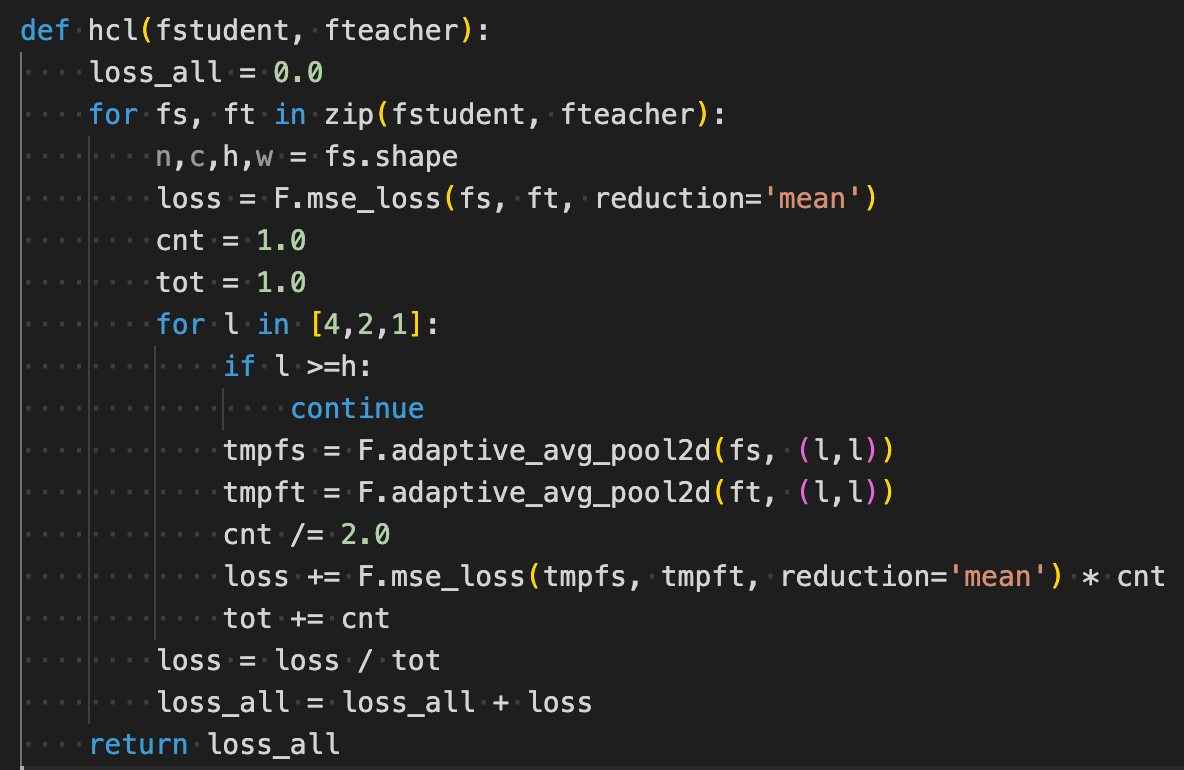 def hcl(fstudent, fteacher):
    loss_all = 0.0
    for fs, ft in zip(fstudent, fteacher):
        n,c,h,w = fs.shape
        loss = F.mse_loss(fs, ft, reduction='mean')
        cnt = 1.0
        tot = 1.0
        for l in [4,2,1]:
            if l >=h:
                continue
            tmpfs = F.adaptive_avg_pool2d(fs, (l,l))
            tmpft = F.adaptive_avg_pool2d(ft, (l,l))
            cnt /= 2.0
            loss += F.mse_loss(tmpfs, tmpft, reduction='mean') * cnt
            tot += cnt
        loss = loss / tot
        loss_all = loss_all + loss
    return loss_all